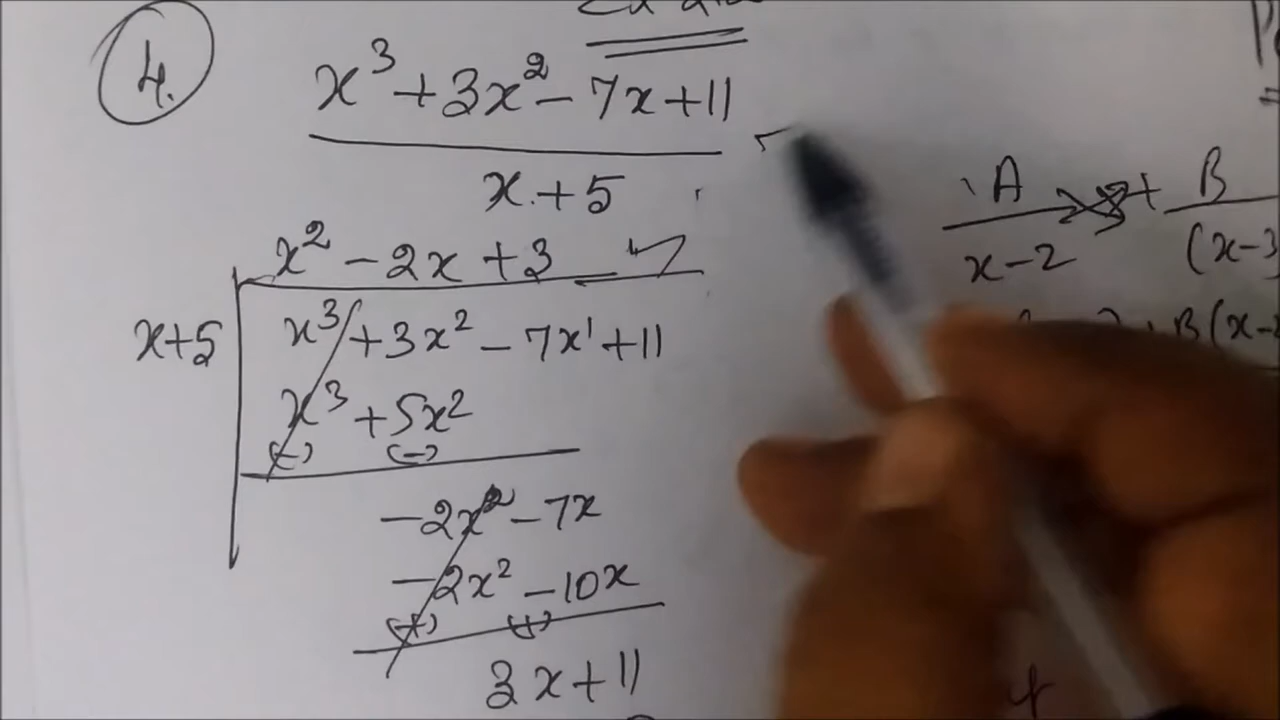 4.
x³ + 3x² - 7x + 11
x + 5
x² - 2x + 3
x+5 x³ + 3x² - 7x¹ + 11
x³ + 5x²
(-) (-)
-2x² - 7x
-2x² - 10x
(+) (+)
3x + 11
A + B
x-2 (x-3
B(x-